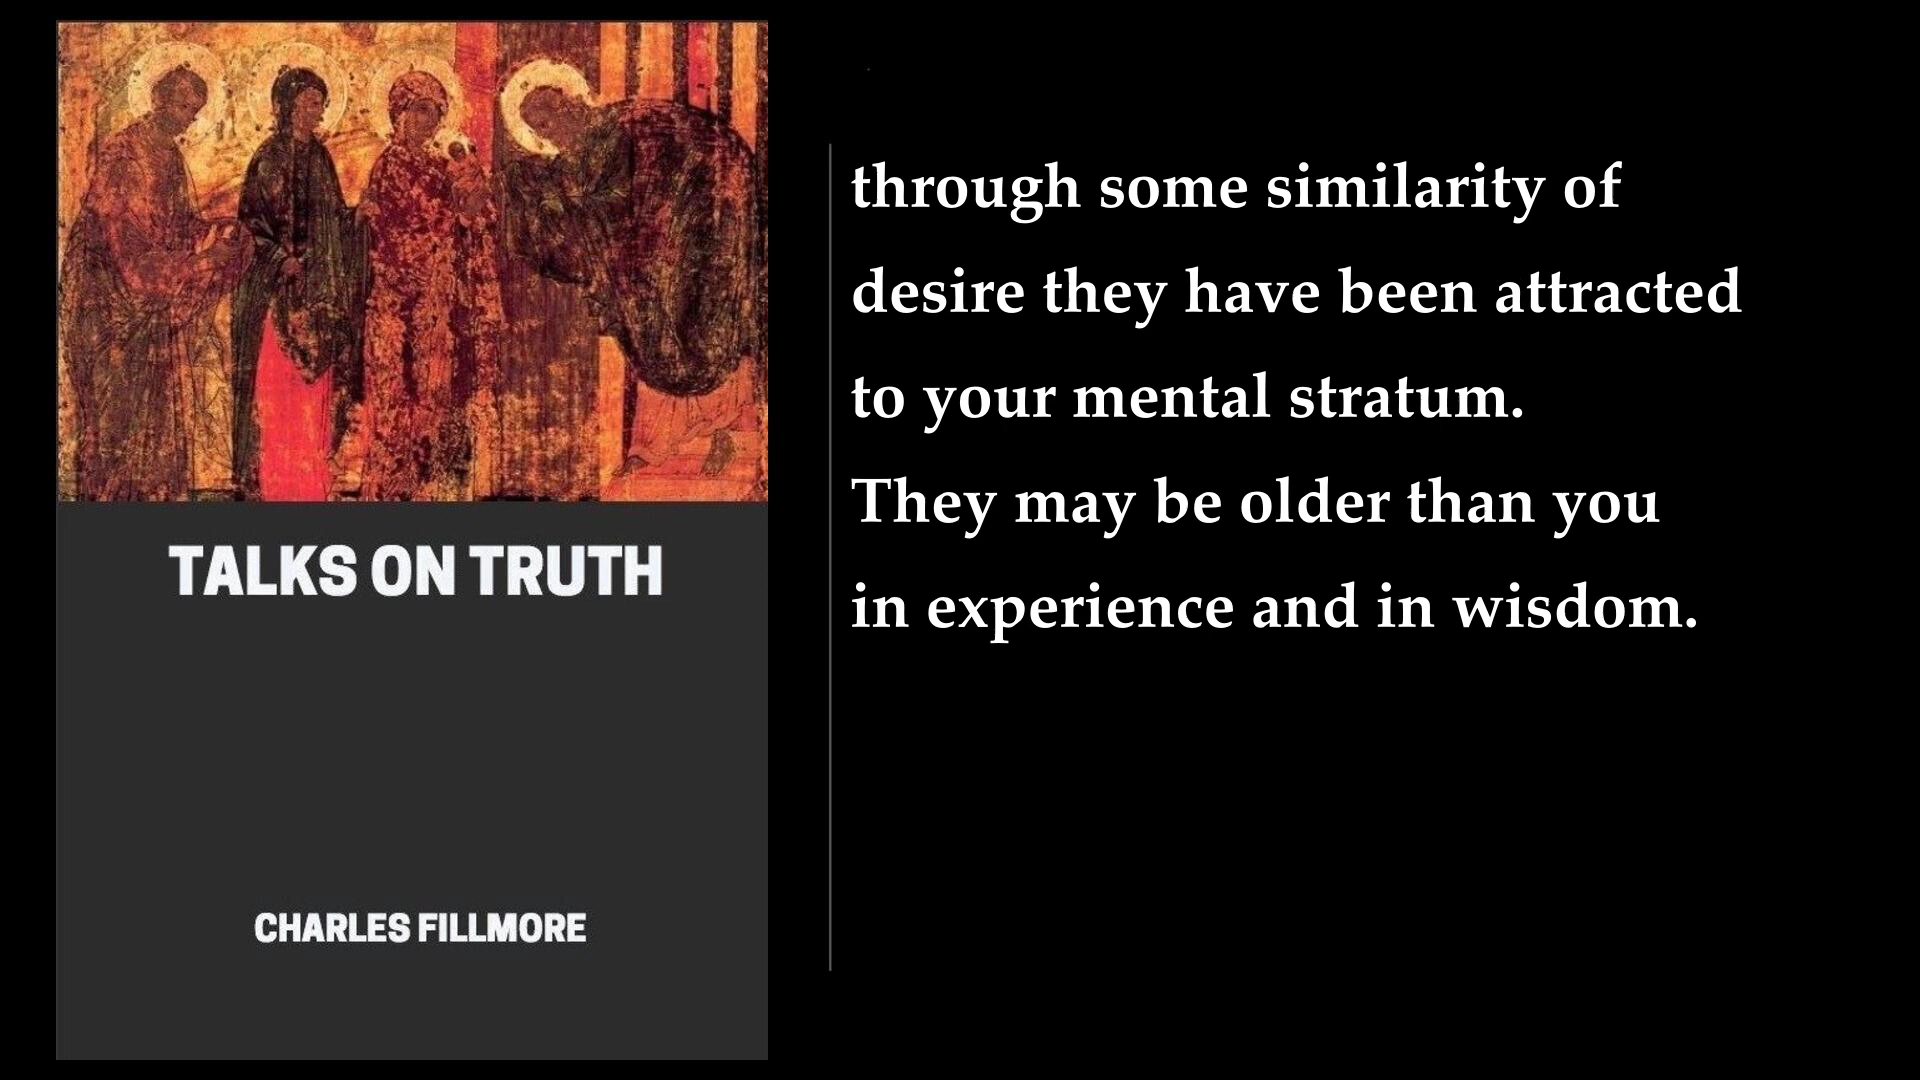 TALKS ON TRUTH
CHARLES FILLMORE
through some similarity of
desire they have been attracted
to your mental stratum.
They may be older than you
in experience and in wisdom.